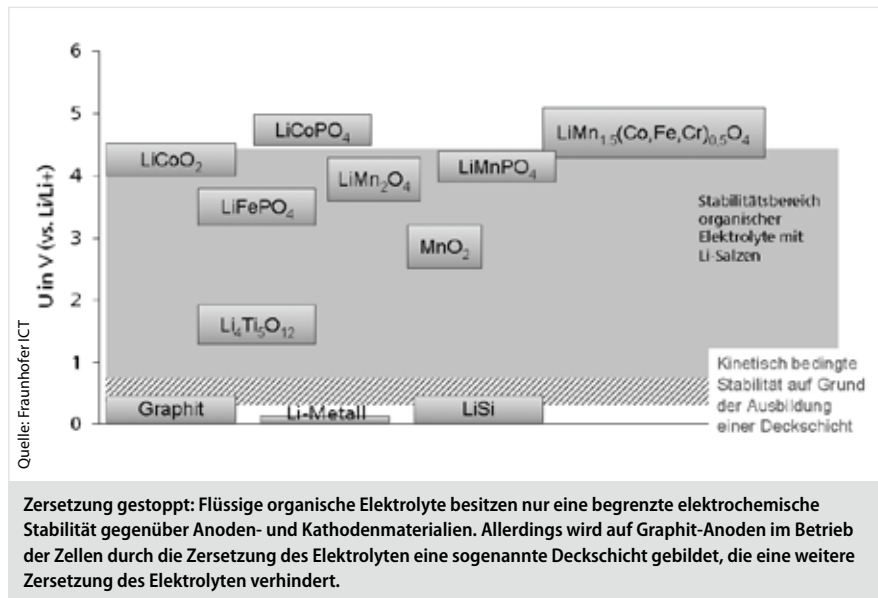 6
5
4
3
2
1
0
U in V (vs. Li/Li+)
Quelle: Fraunhofer ICT
LiCoPO₄
LiMn₁.₅(Co,Fe,Cr)₀,₅O₄
LiCoO₂
LiMn₂O₄
LiMnPO₄
LiFePO₄
MnO₂
Stabilitätsbereich
organischer
Elektrolyte mit
Li-Salzen
Li₄Ti₅O₁₂
Kinetisch bedingte
Stabilität auf Grund
der Ausbildung
einer Deckschicht
Graphit
Li-Metall
LiSi
Zersetzung gestoppt: Flüssige organische Elektrolyte besitzen nur eine begrenzte elektrochemische
Stabilität gegenüber Anoden- und Kathodenmaterialien. Allerdings wird auf Graphit-Anoden im Betrieb
der Zellen durch die Zersetzung des Elektrolyten eine sogenannte Deckschicht gebildet, die eine weitere
Zersetzung des Elektrolyten verhindert.